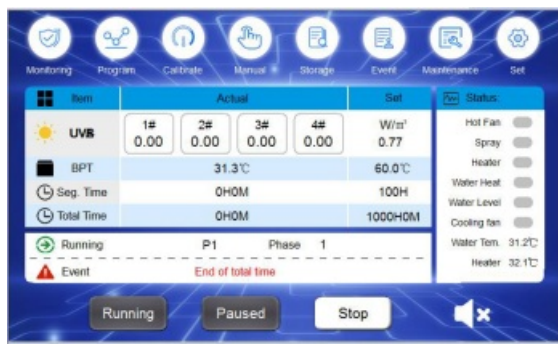 Monitoring Program Calibrate Manual Storage Event Maintenance Set
Item Actual Set Status:
UVB 1# 2# 3# 4# W/m²
0.00 0.00 0.00 0.00 0.77
BPT 31.3℃ 60.0℃
Seg. Time 0H0M 100H
Total Time 0H0M 1000H0M
Running P1 Phase 1
Event End of total time
Hot Fan
Spray
Heater
Water Heat
Water Level
Cooling fan
Water Tem. 31.2℃
Heater 32.1℃
Running Paused Stop